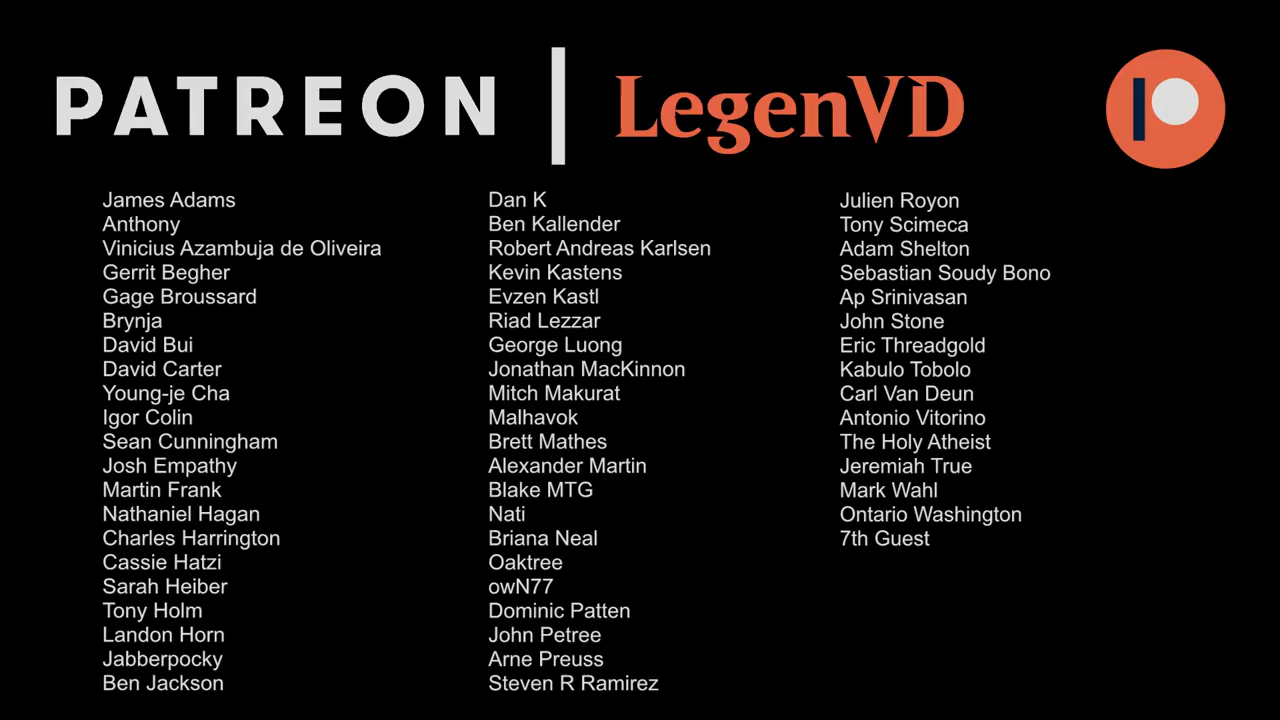 PATREON | LegenVD
James Adams
Anthony
Vinicius Azambuja de Oliveira
Gerrit Begher
Gage Broussard
Brynja
David Bui
David Carter
Young-je Cha
Igor Colin
Sean Cunningham
Josh Empathy
Martin Frank
Nathaniel Hagan
Charles Harrington
Cassie Hatzi
Sarah Heiber
Tony Holm
Landon Horn
Jabberpocky
Ben Jackson
Dan K
Ben Kallender
Robert Andreas Karlsen
Kevin Kastens
Evzen Kastl
Riad Lezzar
George Luong
Jonathan MacKinnon
Mitch Makurat
Malhavok
Brett Mathes
Alexander Martin
Blake MTG
Nati
Briana Neal
Oaktree
owN77
Dominic Patten
John Petree
Arne Preuss
Steven R Ramirez
Julien Royon
Tony Scimeca
Adam Shelton
Sebastian Soudy Bono
Ap Srinivasan
John Stone
Eric Threadgold
Kabulo Tobolo
Carl Van Deun
Antonio Vitorino
The Holy Atheist
Jeremiah True
Mark Wahl
Ontario Washington
7th Guest